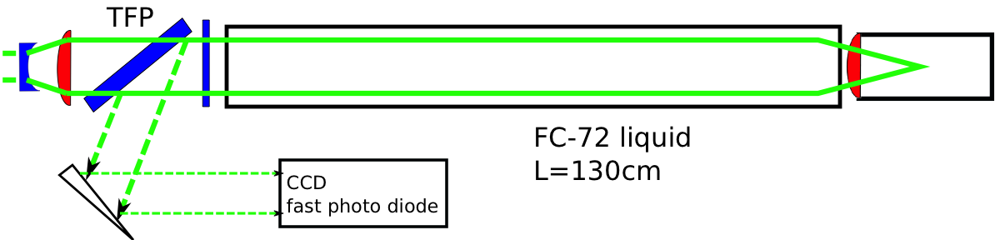 TFP
FC-72 liquid
L=130cm
CCD
fast photo diode